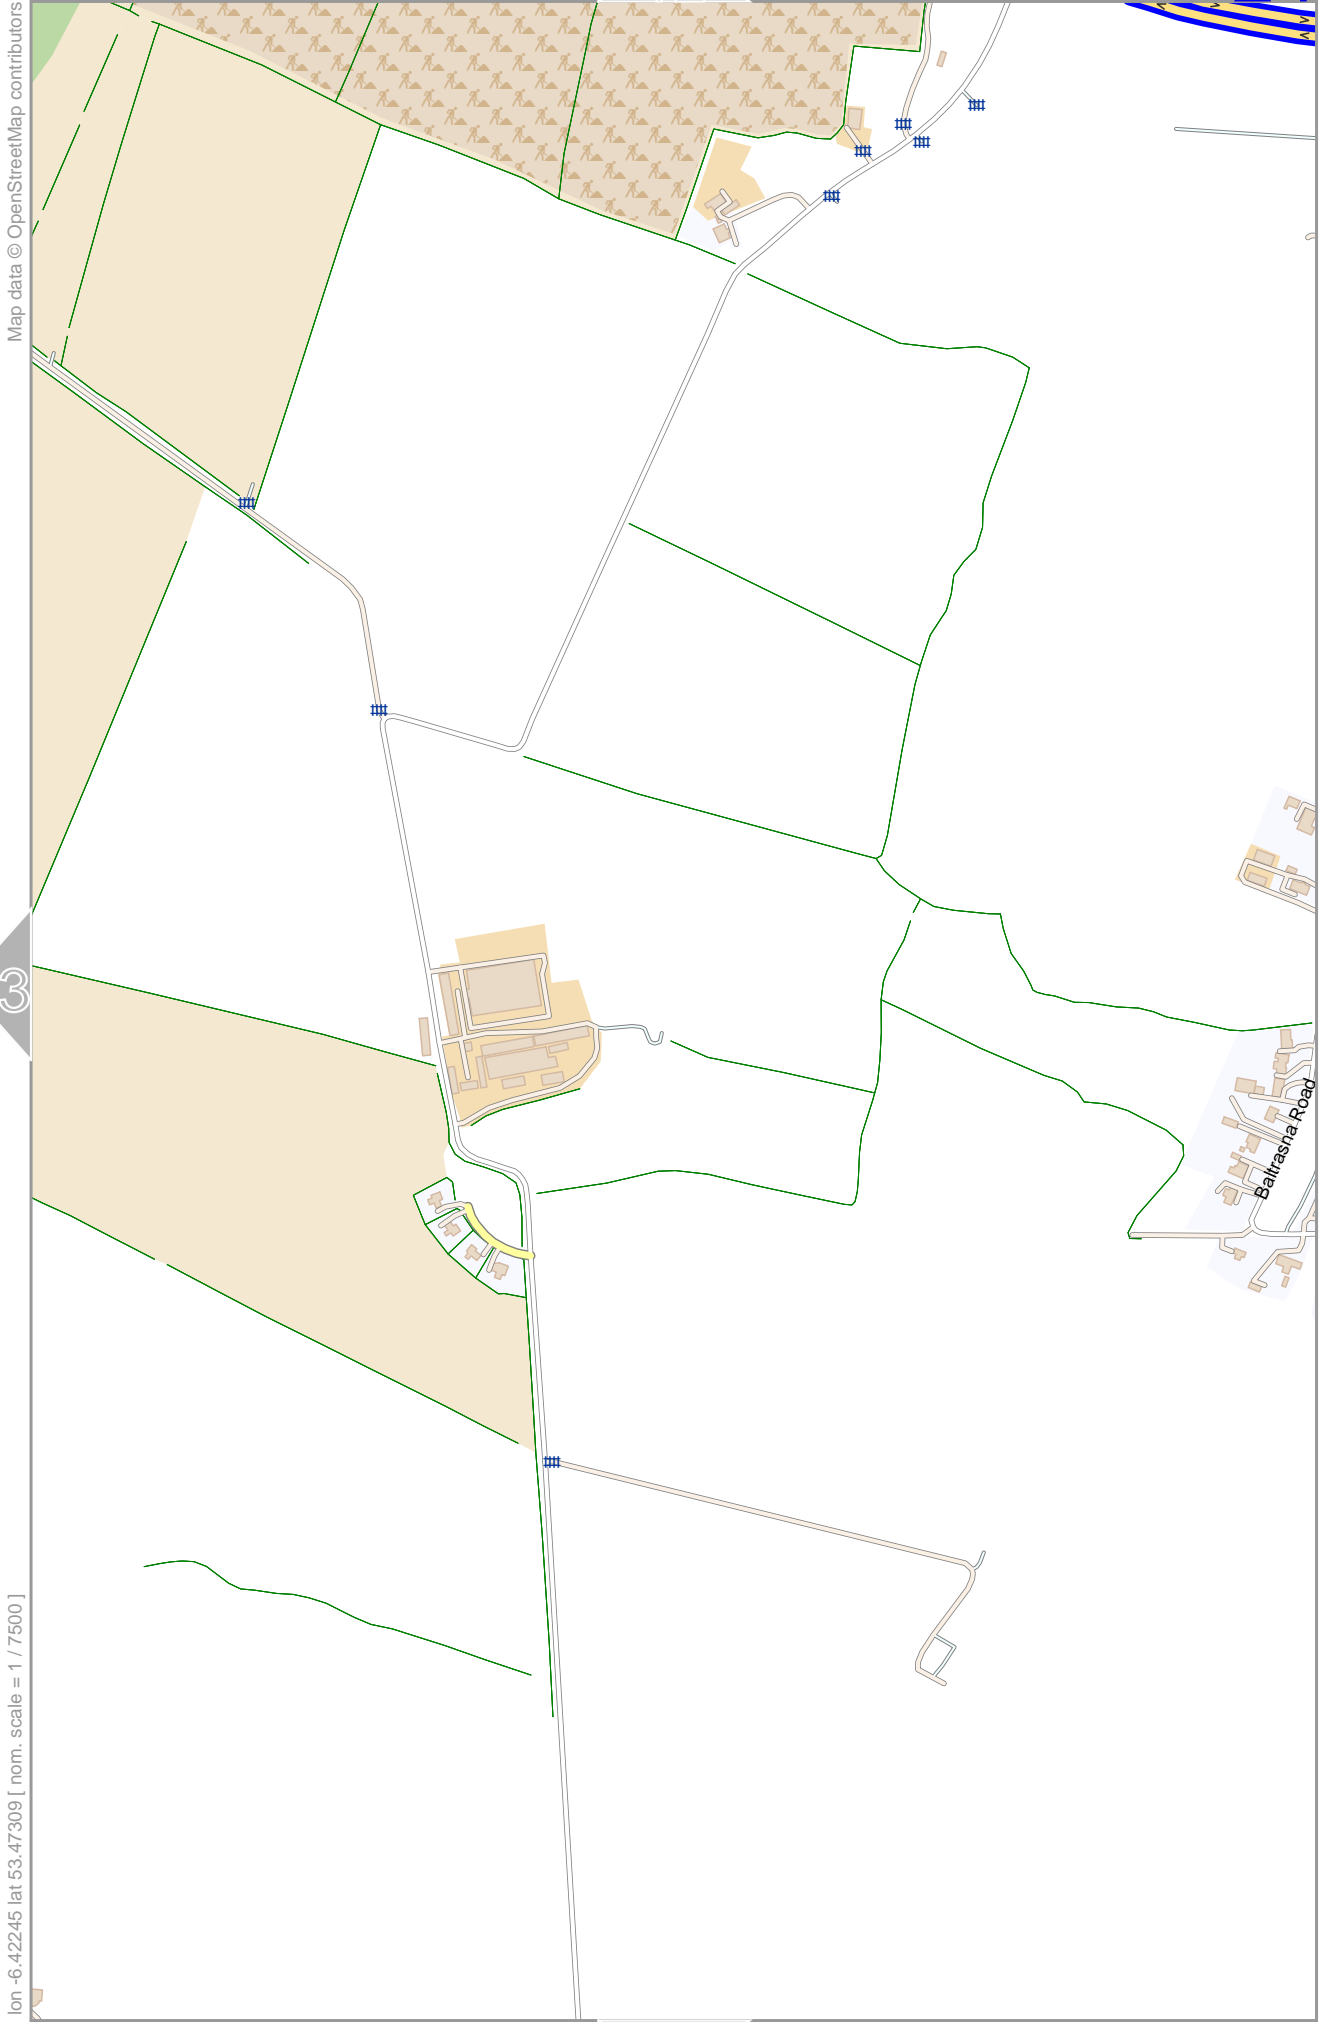 Map data © OpenStreetMap contributors
3
Baltrasna Road
lon -6.42245 lat 53.47309 [ nom. scale = 1 / 7500 ]